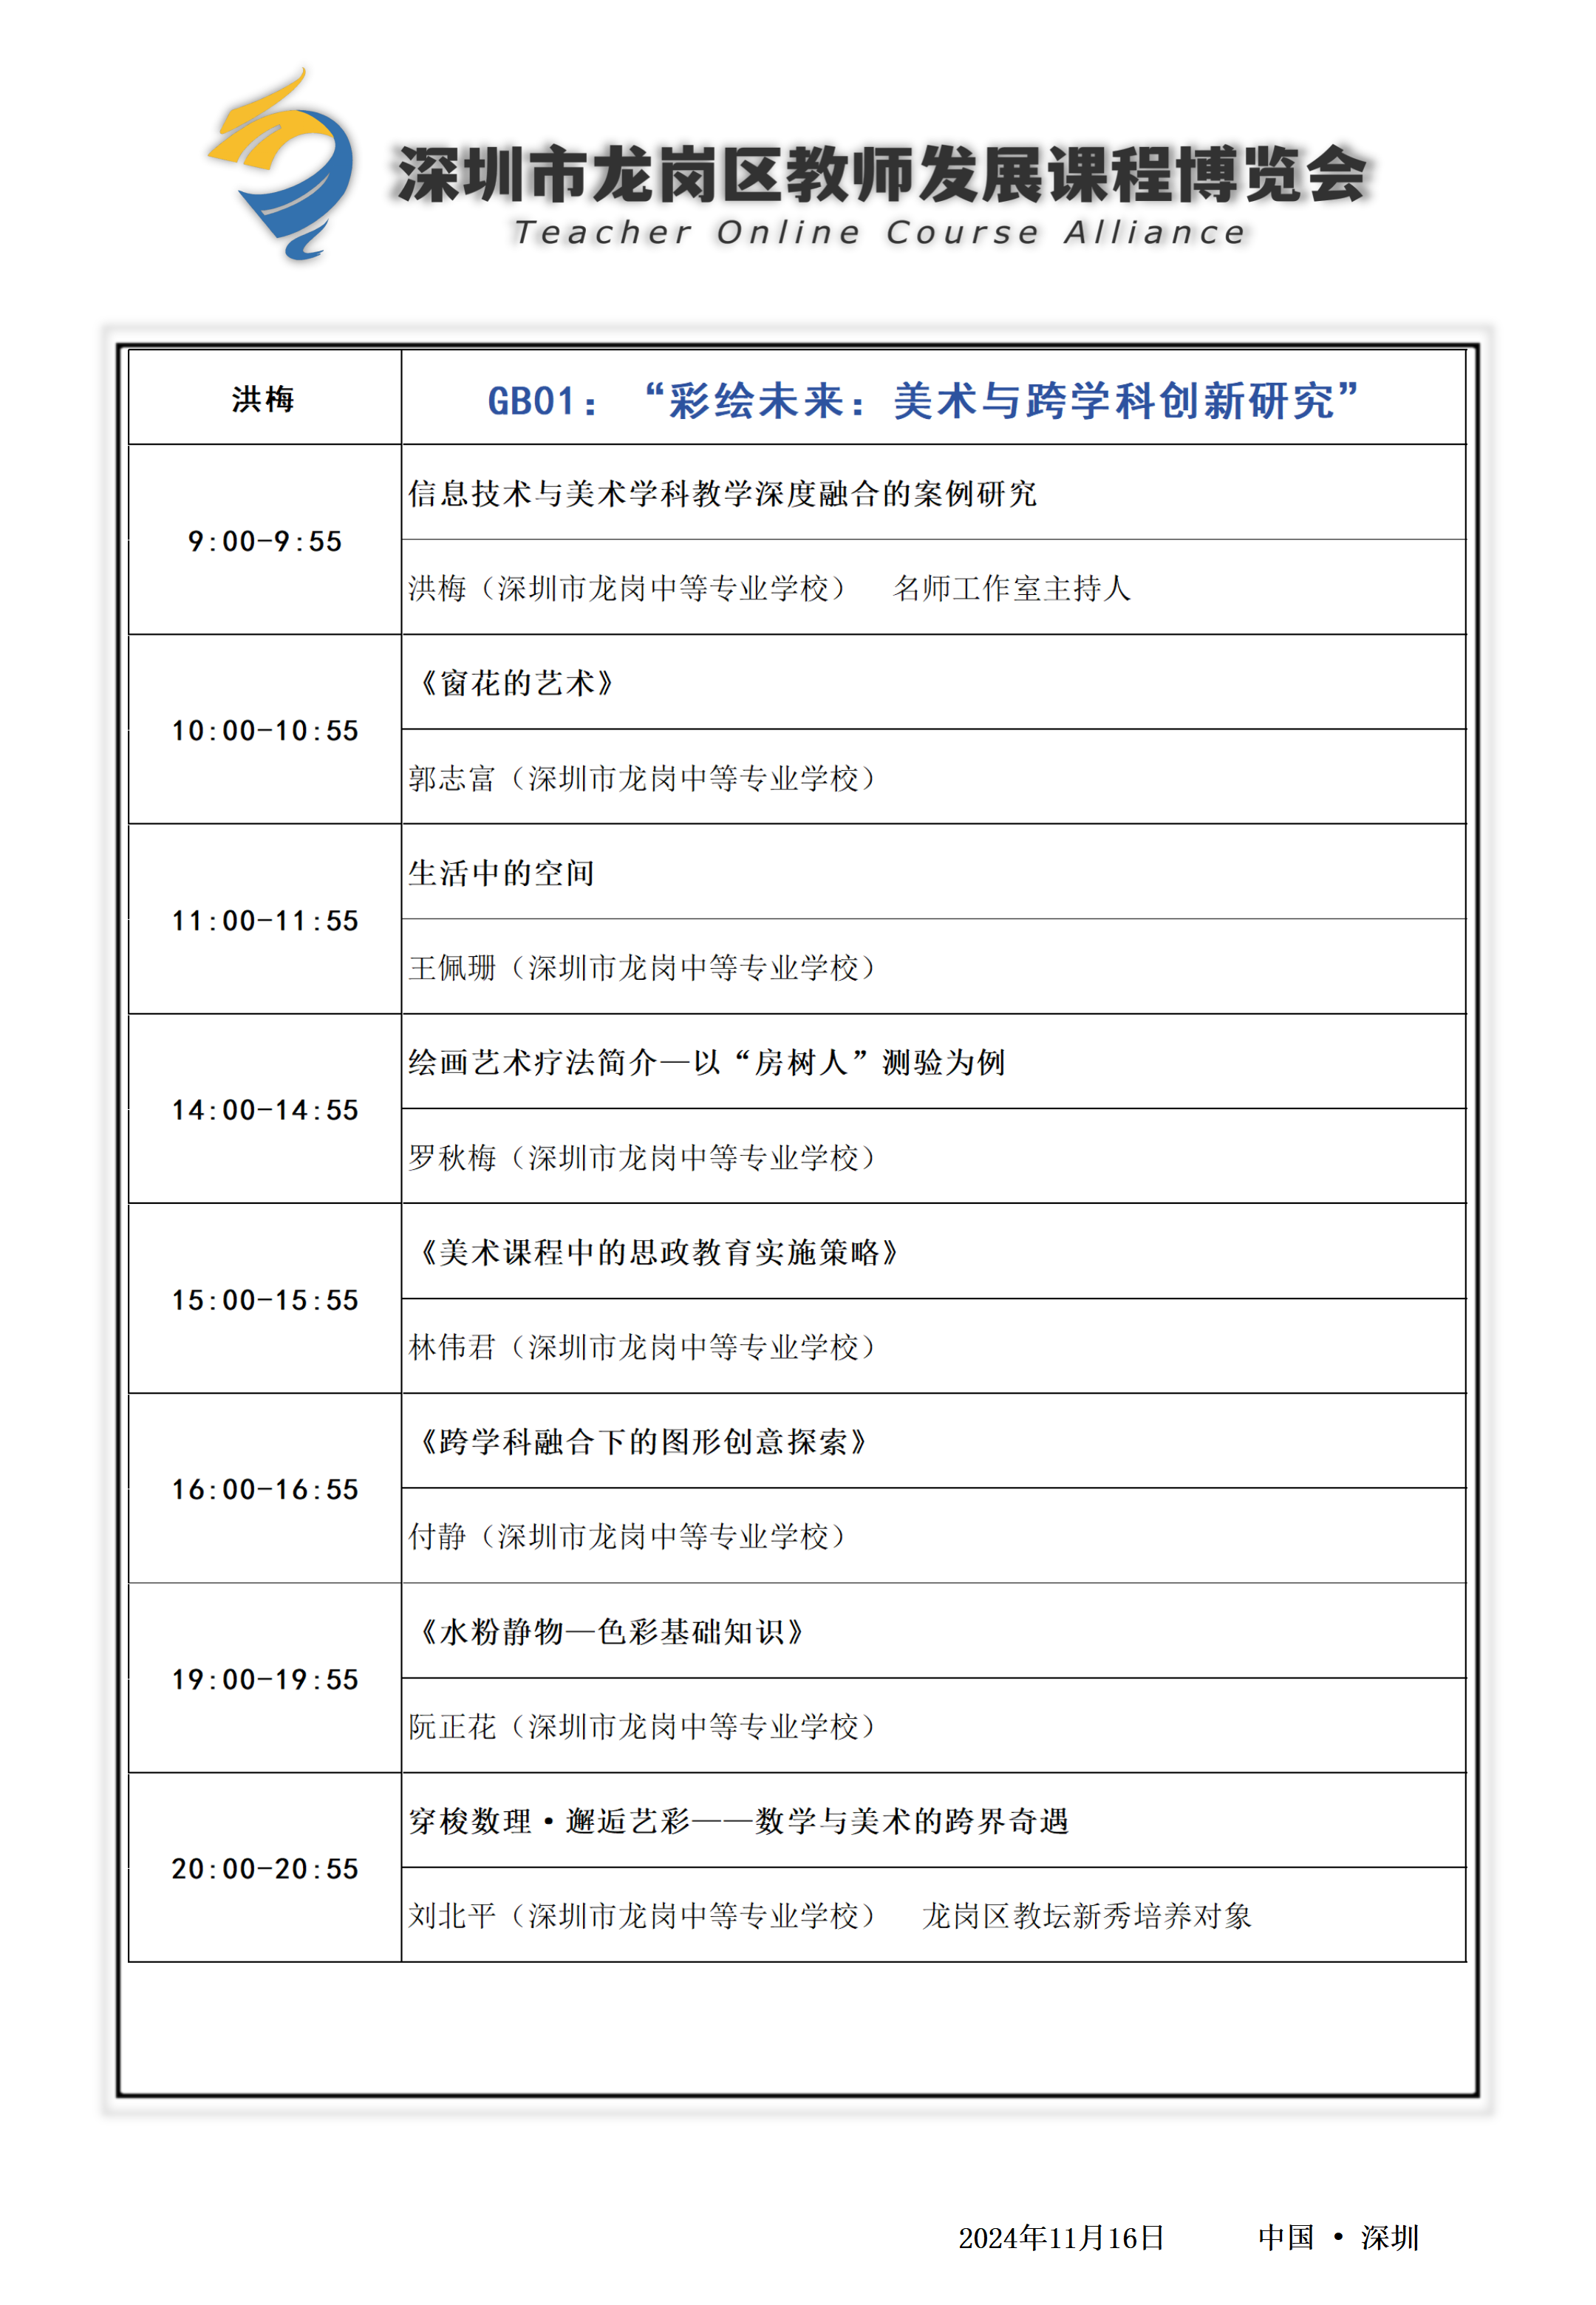 深圳市龙岗区教师发展课程博览会
Teacher Online Course Alliance
洪梅
GB01：“彩绘未来：美术与跨学科创新研究”
9:00-9:55
信息技术与美术学科教学深度融合的案例研究
洪梅（深圳市龙岗中等专业学校） 名师工作室主持人
10:00-10:55
《窗花的艺术》
郭志富（深圳市龙岗中等专业学校）
11:00-11:55
生活中的空间
王佩珊（深圳市龙岗中等专业学校）
14:00-14:55
绘画艺术疗法简介—以“房树人”测验为例
罗秋梅（深圳市龙岗中等专业学校）
15:00-15:55
《美术课程中的思政教育实施策略》
林伟君（深圳市龙岗中等专业学校）
16:00-16:55
《跨学科融合下的图形创意探索》
付静（深圳市龙岗中等专业学校）
19:00-19:55
《水粉静物—色彩基础知识》
阮正花（深圳市龙岗中等专业学校）
20:00-20:55
穿梭数理·邂逅艺彩——数学与美术的跨界奇遇
刘北平（深圳市龙岗中等专业学校） 龙岗区教坛新秀培养对象
2024年11月16日 中国 · 深圳